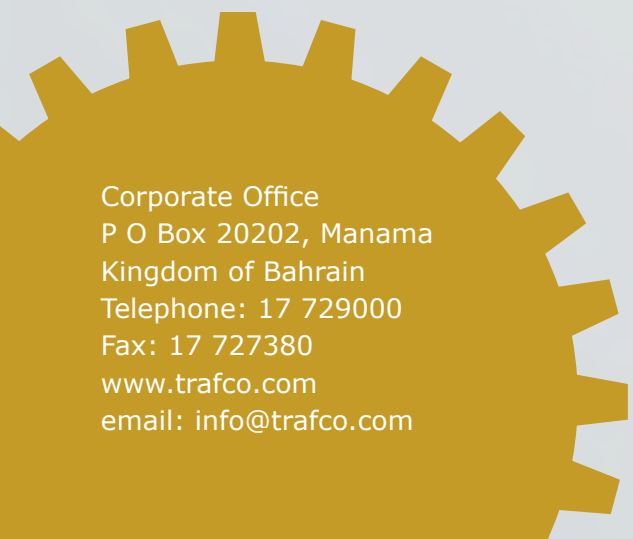 Corporate Office
P O Box 20202, Manama
Kingdom of Bahrain
Telephone: 17 729000
Fax: 17 727380
www.trafco.com
email: info@trafco.com